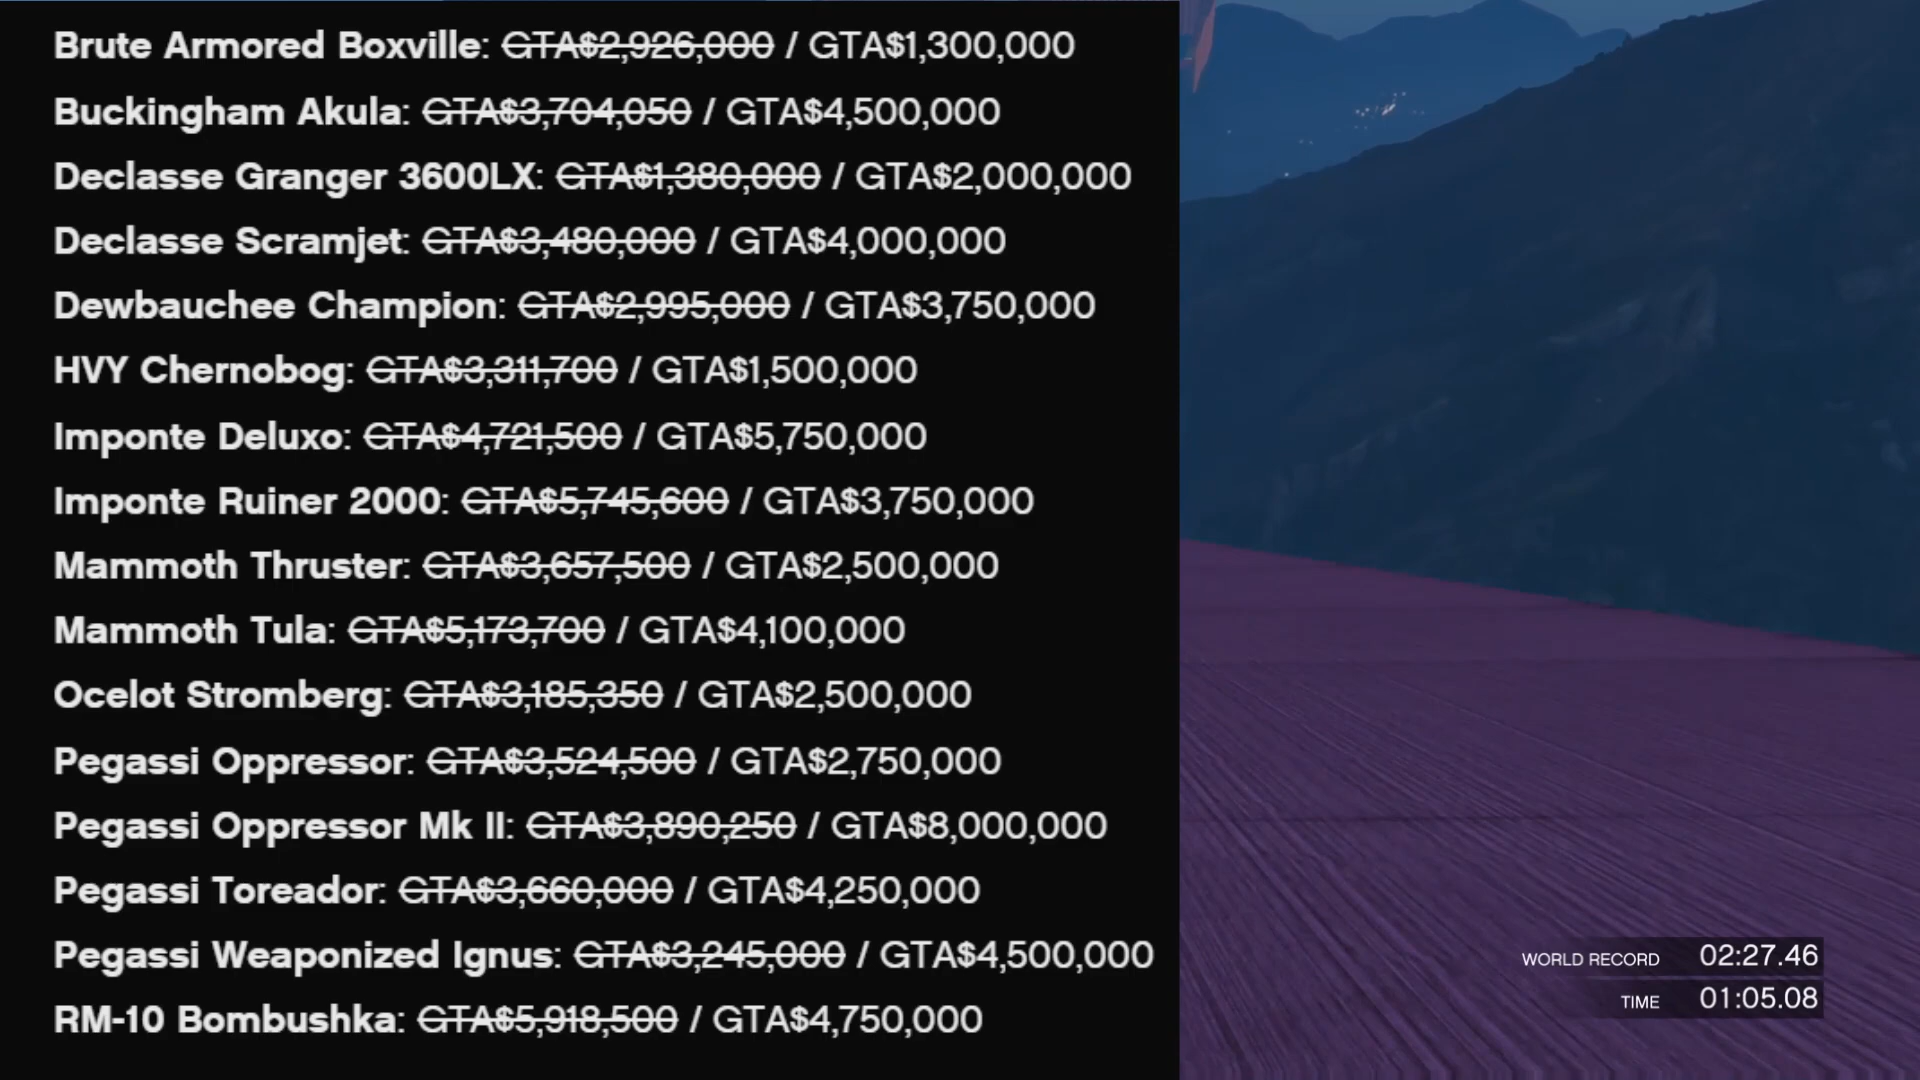 Brute Armored Boxville: GTA$2,926,000 / GTA$1,300,000
Buckingham Akula: GTA$3,704,050 / GTA$4,500,000
Declasse Granger 3600LX: GTA$1,380,000 / GTA$2,000,000
Declasse Scramjet: GTA$3,480,000 / GTA$4,000,000
Dewbauchee Champion: GTA$2,995,000 / GTA$3,750,000
HVY Chernobog: GTA$3,311,700 / GTA$1,500,000
Imponte Deluxo: GTA$4,721,500 / GTA$5,750,000
Imponte Ruiner 2000: GTA$5,745,600 / GTA$3,750,000
Mammoth Thruster: GTA$3,657,500 / GTA$2,500,000
Mammoth Tula: GTA$5,173,700 / GTA$4,100,000
Ocelot Stromberg: GTA$3,185,350 / GTA$2,500,000
Pegassi Oppressor: GTA$3,524,500 / GTA$2,750,000
Pegassi Oppressor Mk II: GTA$3,890,250 / GTA$8,000,000
Pegassi Toreador: GTA$3,660,000 / GTA$4,250,000
Pegassi Weaponized Ignus: GTA$3,245,000 / GTA$4,500,000
RM-10 Bombushka: GTA$5,918,500 / GTA$4,750,000
WORLD RECORD 02:27.46
TIME 01:05.08